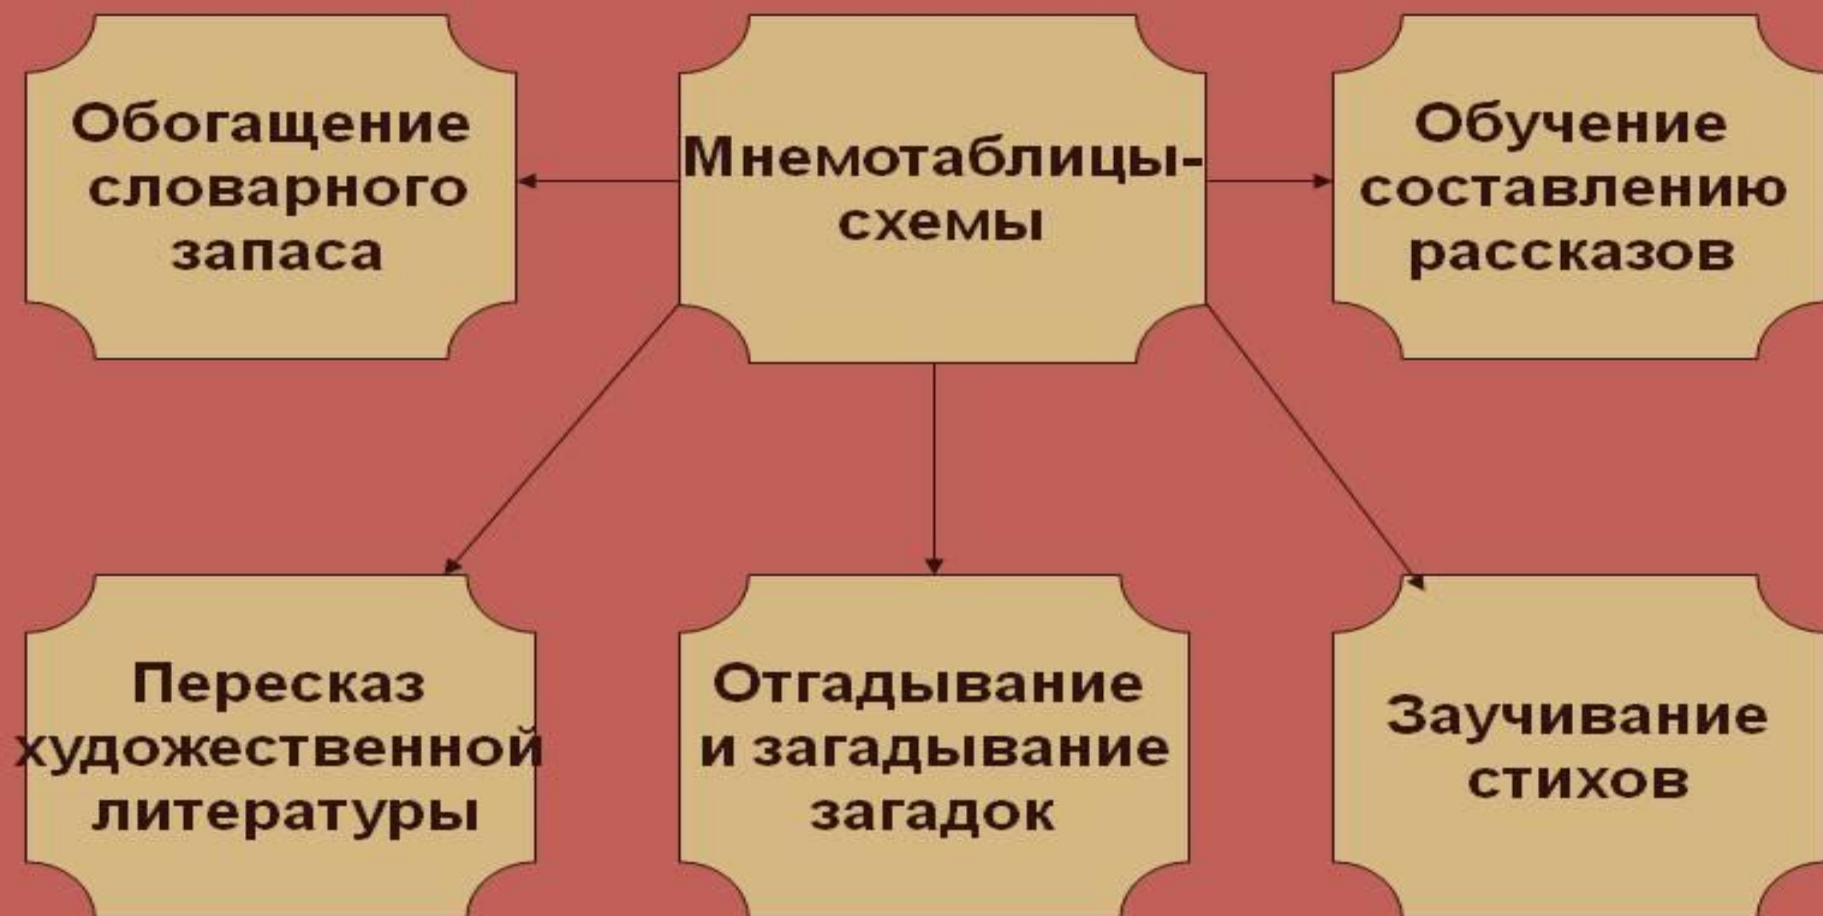 Обогащение
словарного
запаса
Мнемотаблицы-
схемы
Обучение
составлению
рассказов
Пересказ
художественной
литературы
Отгадывание
и загадывание
загадок
Заучивание
стихов